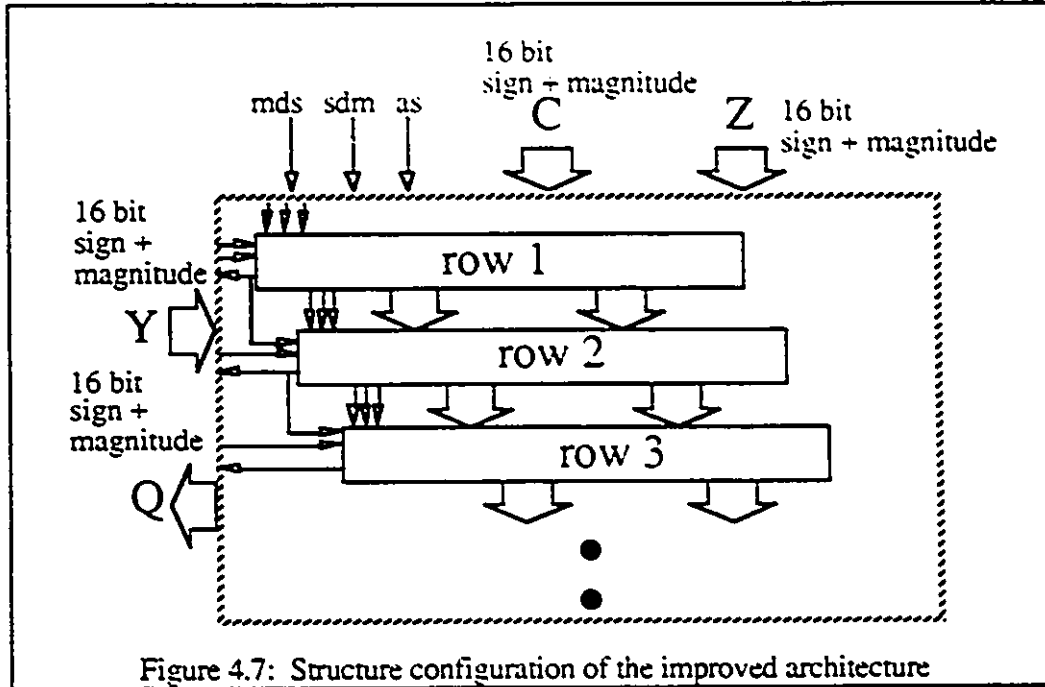 16 bit
sign + magnitude
mds sdm as
C
Z
16 bit
sign + magnitude
16 bit
sign +
magnitude
row 1
Y
row 2
16 bit
sign +
magnitude
row 3
Q
Figure 4.7: Structure configuration of the improved architecture